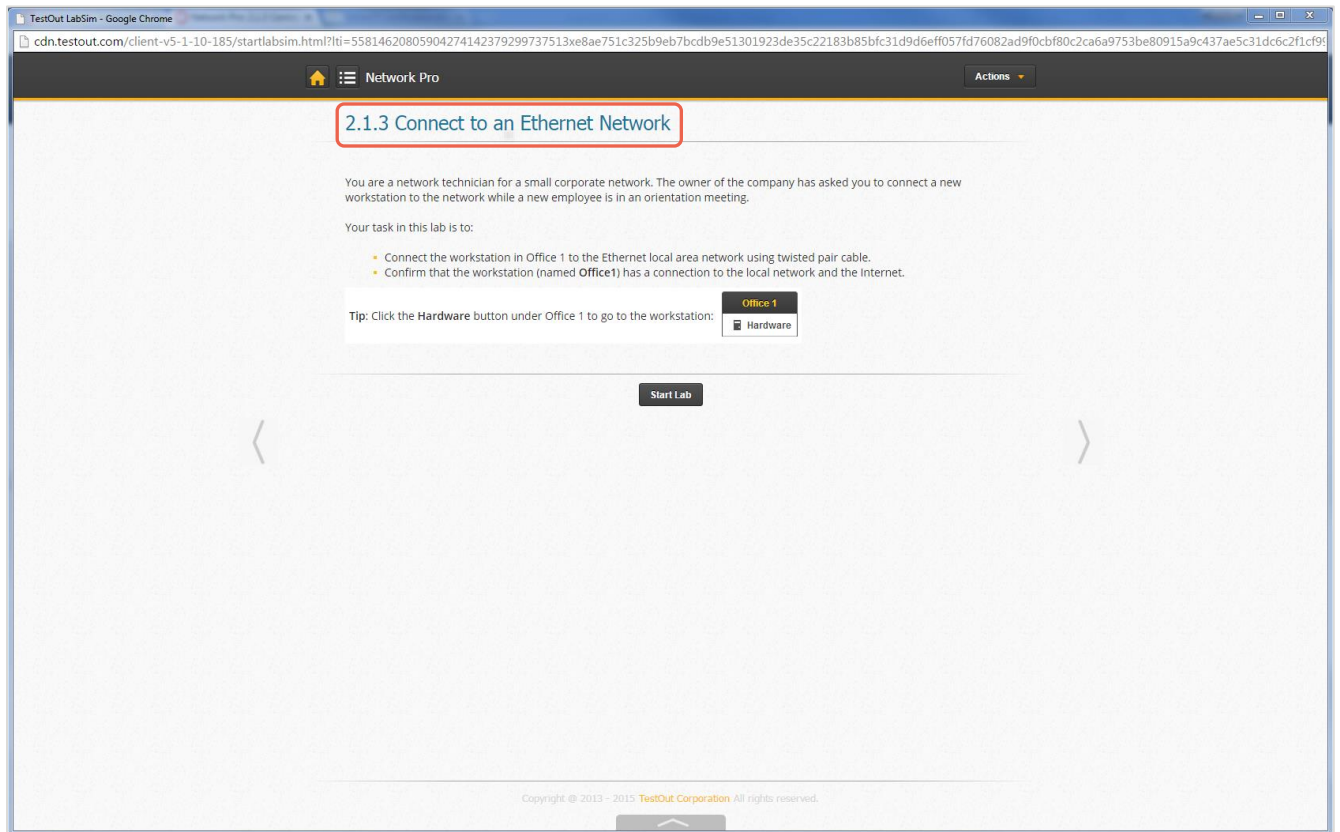 TestOut LabSim - Google Chrome
cdn.testout.com/client-v5-1-10-185/startlabsim.html?lti=55814620805904274142379299737513xe8ae751c325b9eb7bcdb9e51301923de35c22183b85bfc31d9d6eff057fd76082ad9f0cbf80c2ca6a9753be80915a9c437ae5c31dc6c2f1cf99
Network Pro
Actions
2.1.3 Connect to an Ethernet Network
You are a network technician for a small corporate network. The owner of the company has asked you to connect a new
workstation to the network while a new employee is in an orientation meeting.
Your task in this lab is to:
Connect the workstation in Office 1 to the Ethernet local area network using twisted pair cable.
Confirm that the workstation (named Office1) has a connection to the local network and the Internet.
Tip: Click the Hardware button under Office 1 to go to the workstation:
Office 1
Hardware
Start Lab
Copyright @ 2013 - 2015 TestOut Corporation All rights reserved.